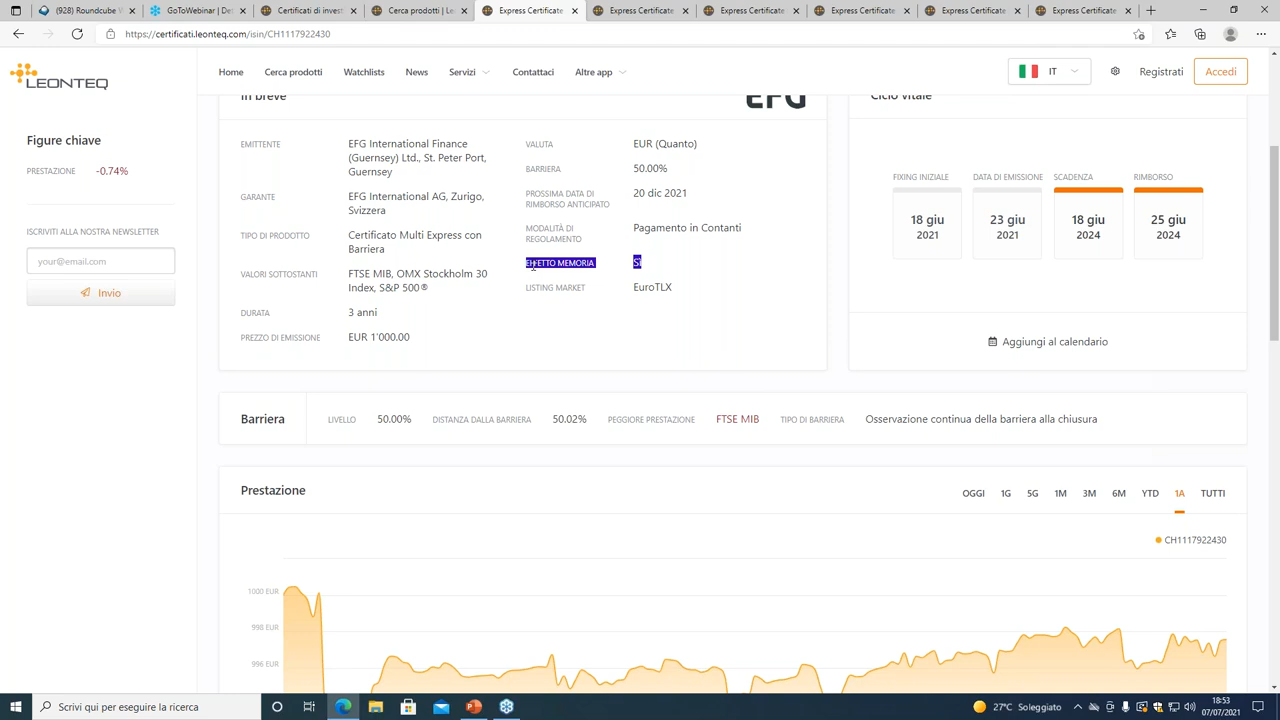 (928) Roundcube W
GoToWebinar | Det
Case di investi
Cerca prodotti | Le
Express Certificate
Express Certificate
Express Certificate
Express Certificate
Express Certificate
https://certificati.leonteq.com/isin/CH1117922430
LEONTEQ
Home
Cerca prodotti
Watchlists
News
Servizi
Contattaci
Altre app
IT
Registrati
Accedi
Figure chiave
PRESTAZIONE
-0.74%
ISCRIVITI ALLA NOSTRA NEWSLETTER
your@email.com
Invio
In breve
EFG
EMITTENTE
EFG International Finance
(Guernsey) Ltd., St. Peter Port,
Guernsey
GARANTE
EFG International AG, Zurigo,
Svizzera
TIPO DI PRODOTTO
Certificato Multi Express con
Barriera
VALORI SOTTOSTANTI
FTSE MIB, OMX Stockholm 30
Index, S&P 500®
DURATA
3 anni
PREZZO DI EMISSIONE
EUR 1'000.00
VALUTA
EUR (Quanto)
BARRIERA
50.00%
PROSSIMA DATA DI
RIMBORSO ANTICIPATO
20 dic 2021
MODALITÀ DI
REGOLAMENTO
Pagamento in Contanti
EFFETTO MEMORIA
Sì
LISTING MARKET
EuroTLX
Ciclo vitale
FIXING INIZIALE
18 giu
2021
DATA DI EMISSIONE
23 giu
2021
SCADENZA
18 giu
2024
RIMBORSO
25 giu
2024
Aggiungi al calendario
Barriera
LIVELLO
50.00%
DISTANZA DALLA BARRIERA
50.02%
PEGGIORE PRESTAZIONE
FTSE MIB
TIPO DI BARRIERA
Osservazione continua della barriera alla chiusura
Prestazione
OGGI
1G
5G
1M
3M
6M
YTD
1A
TUTTI
CH1117922430
1000 EUR
998 EUR
996 EUR
Scrivi qui per eseguire la ricerca
27°C Soleggiato
18:53
07/07/2021